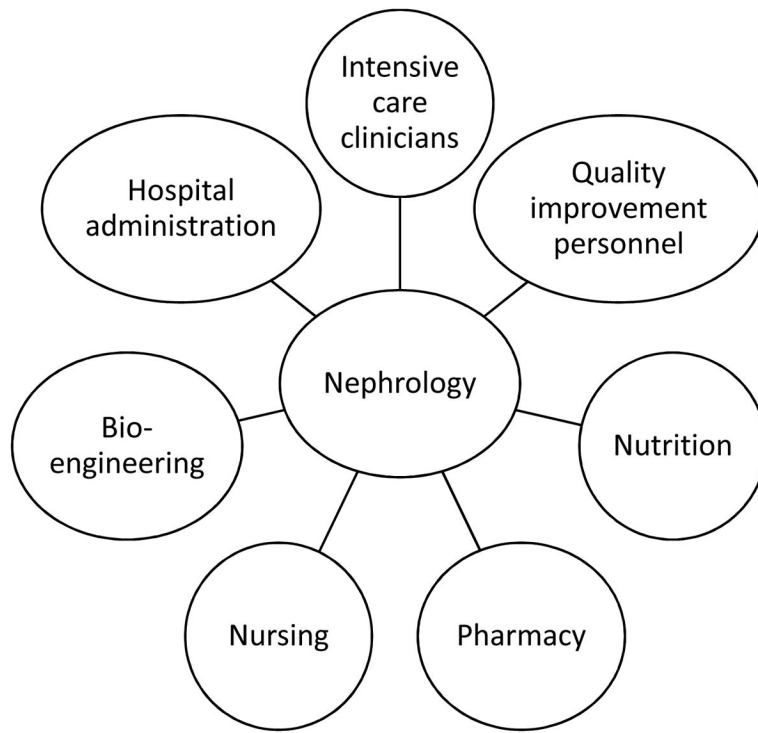 Intensive
care
clinicians
Hospital
administration
Quality
improvement
personnel
Nephrology
Bio-
engineering
Nutrition
Nursing
Pharmacy